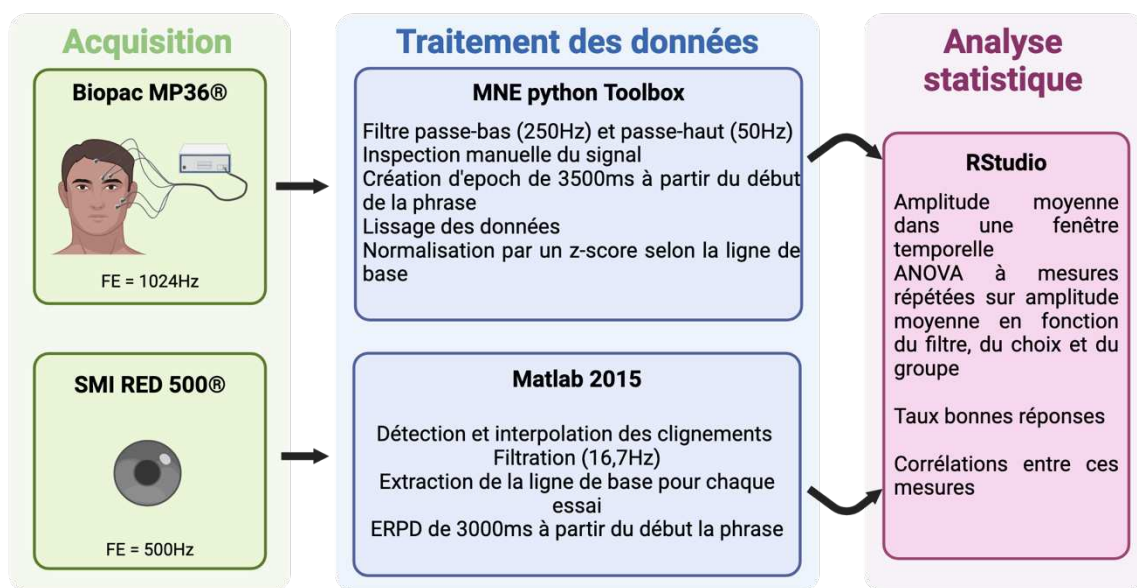 Acquisition
Biopac MP36®
FE = 1024Hz
SMI RED 500®
FE = 500Hz
Traitement des données
MNE python Toolbox
Filtre passe-bas (250Hz) et passe-haut (50Hz)
Inspection manuelle du signal
Création d'epoch de 3500ms à partir du début
de la phrase
Lissage des données
Normalisation par un z-score selon la ligne de
base
Matlab 2015
Détection et interpolation des clignements
Filtration (16,7Hz)
Extraction de la ligne de base pour chaque
essai
ERPD de 3000ms à partir du début la phrase
Analyse
statistique
RStudio
Amplitude moyenne
dans une fenêtre
temporelle
ANOVA à mesures
répétées sur amplitude
moyenne en fonction
du filtre, du choix et du
groupe
Taux bonnes réponses
Corrélations entre ces
mesures